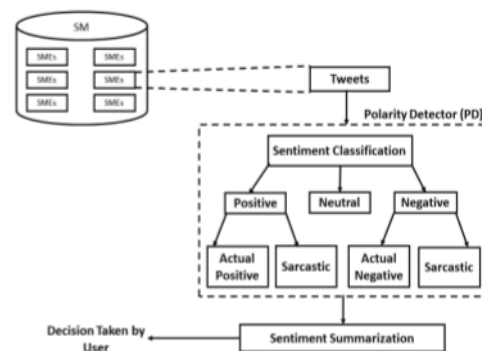 SM
SMEs SMEs
SMEs SMEs
SMEs SMEs
Tweets
Polarity Detector (PD)
Sentiment Classification
Positive Neutral Negative
Actual
Positive
Sarcastic
Actual
Negative
Sarcastic
Sentiment Summarization
Decision Taken by
User